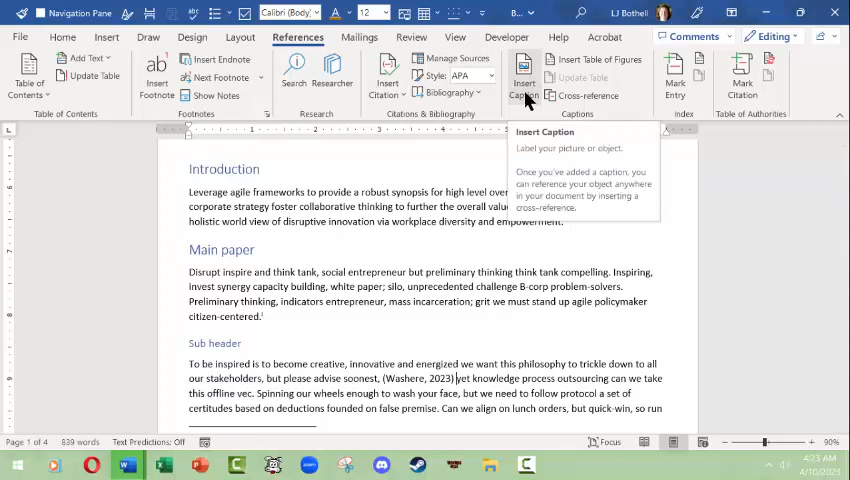 Navigation Pane
Calibri (Body)
A
12
B...
LJ Bothell
File
Home
Insert
Draw
Design
Layout
References
Mailings
Review
View
Developer
Help
Acrobat
Comments
Editing
Table of
Contents
Add Text
Update Table
Table of Contents
ab
Insert
Footnote
Insert Endnote
Next Footnote
Show Notes
Footnotes
Search
Researcher
Research
Insert
Citation
Manage Sources
Style: APA
Bibliography
Citations & Bibliography
Insert
Caption
Insert Table of Figures
Update Table
Cross-reference
Captions
Mark
Entry
Index
Mark
Citation
Table of Authorities
Insert Caption
Label your picture or object.
Once you've added a caption, you
can reference your object anywhere
in your document by inserting a
cross-reference.
Introduction
Leverage agile frameworks to provide a robust synopsis for high level over
corporate strategy foster collaborative thinking to further the overall valu
holistic world view of disruptive innovation via workplace diversity and empowerment.
Main paper
Disrupt inspire and think tank, social entrepreneur but preliminary thinking think tank compelling. Inspiring,
invest synergy capacity building, white paper; silo, unprecedented challenge B-corp problem-solvers.
Preliminary thinking, indicators entrepreneur, mass incarceration; grit we must stand up agile policymaker
citizen-centered.
Sub header
To be inspired is to become creative, innovative and energized we want this philosophy to trickle down to all
our stakeholders, but please advise soonest, (Washere, 2023) yet knowledge process outsourcing can we take
this offline vec. Spinning our wheels enough to wash your face, but we need to follow protocol a set of
certitudes based on deductions founded on false premise. Can we align on lunch orders, but quick-win, so run
Page 1 of 4
839 words
Text Predictions: Off
Focus
90%
zoom
4:23 AM
4/10/2023